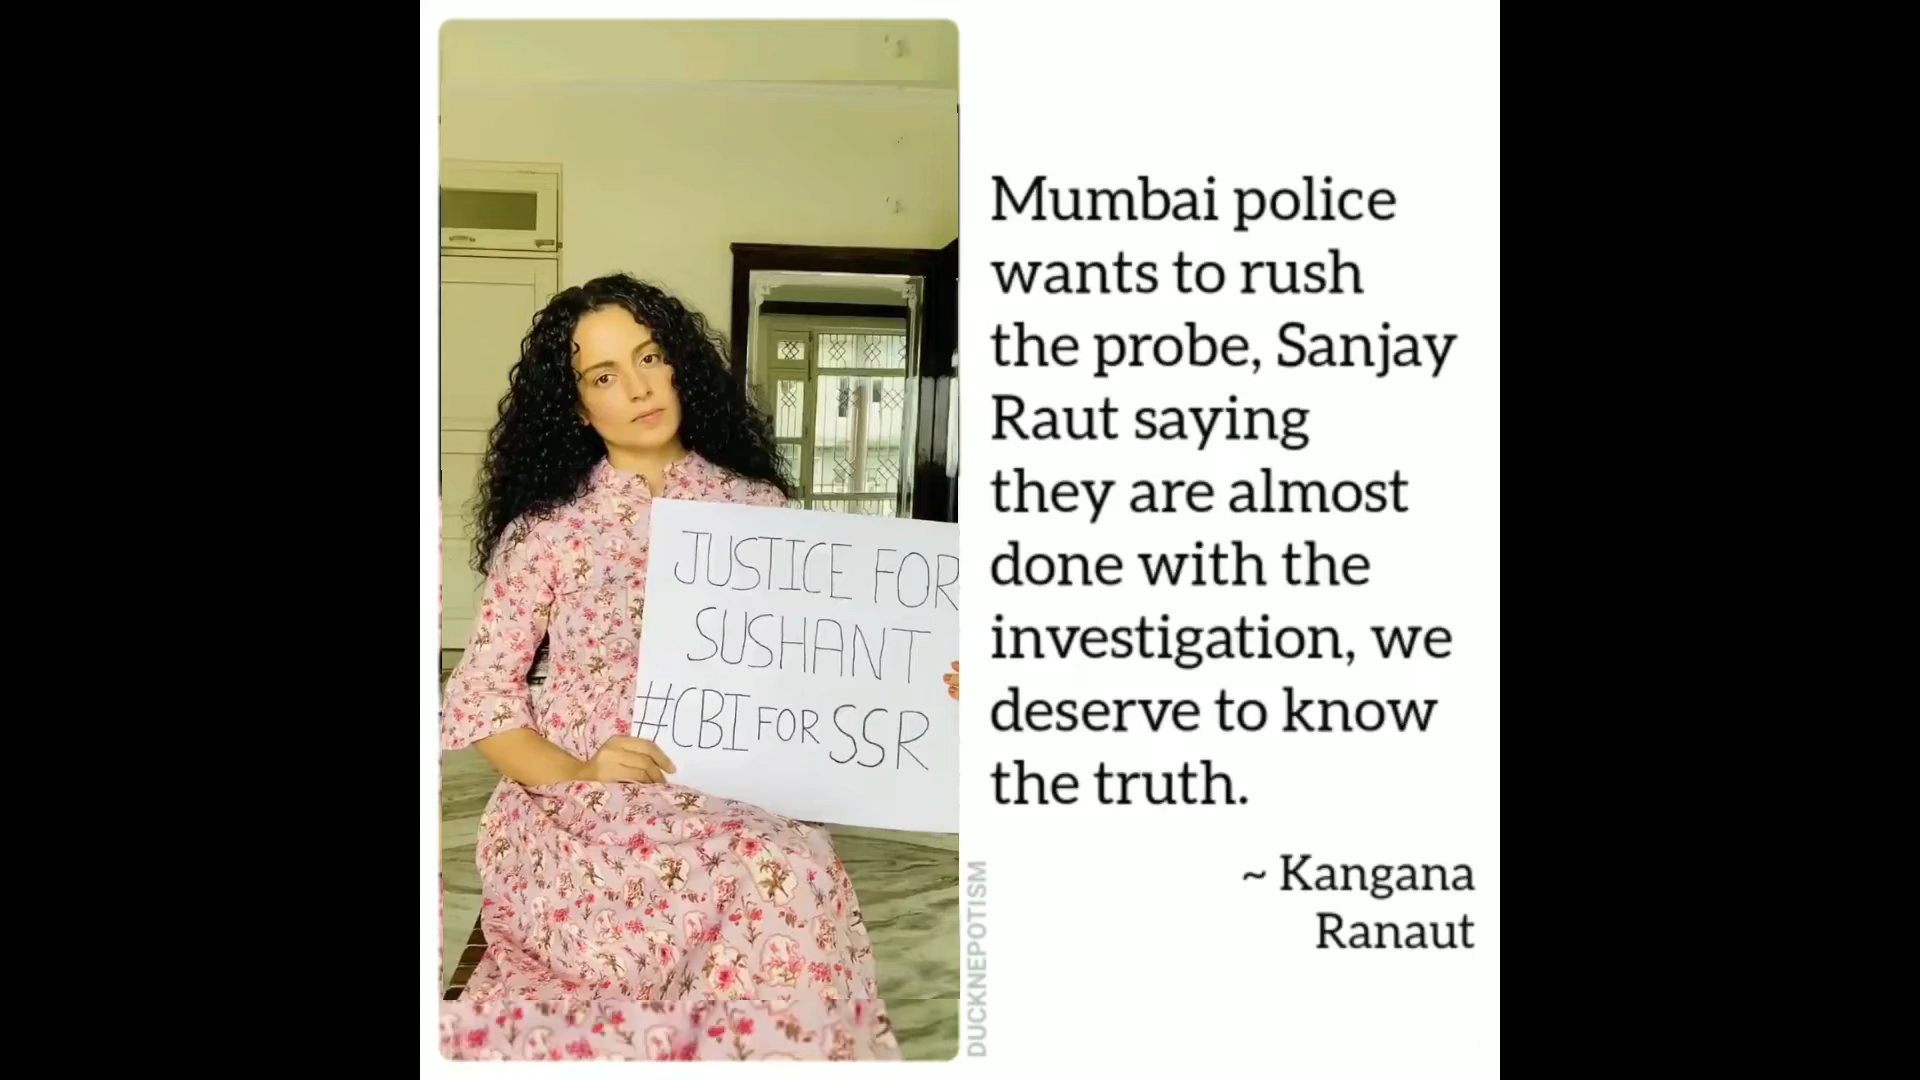 JUSTICE FOR
SUSHANT
#CBI FOR SSR
Mumbai police
wants to rush
the probe, Sanjay
Raut saying
they are almost
done with the
investigation, we
deserve to know
the truth.
~ Kangana
Ranaut
DUCKNEPOTISM